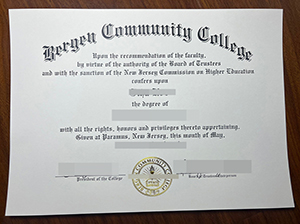 Bergen Community College
Upon the recommendation of the faculty,
by virtue of the authority of the Board of Trustees
and with the sanction of the New Jersey Commission on Higher Education
confers upon
the degree of
with all the rights, honors and privileges thereto appertaining.
Given at Paramus, New Jersey, this month of May,
COMMUNITY
President of the College